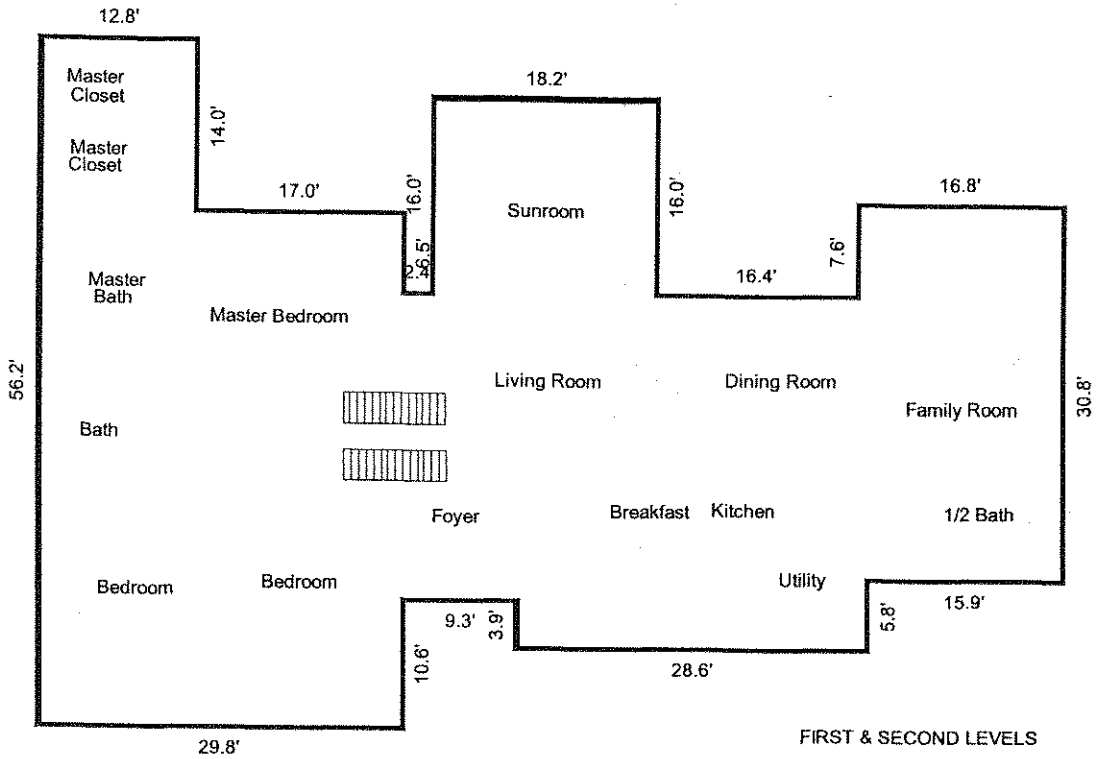 12.8'
Master
Closet
18.2'
14.0'
Master
Closet
17.0'
16.0'
16.0'
16.8'
Sunroom
6.5'
2.4'
7.6'
16.4'
Master
Bath
Master Bedroom
56.2'
Living Room
Dining Room
Family Room
30.8'
Bath
Foyer
Breakfast
Kitchen
1/2 Bath
Bedroom
Bedroom
Utility
9.3'
3.9'
5.8'
15.9'
10.6'
28.6'
29.8'
FIRST & SECOND LEVELS